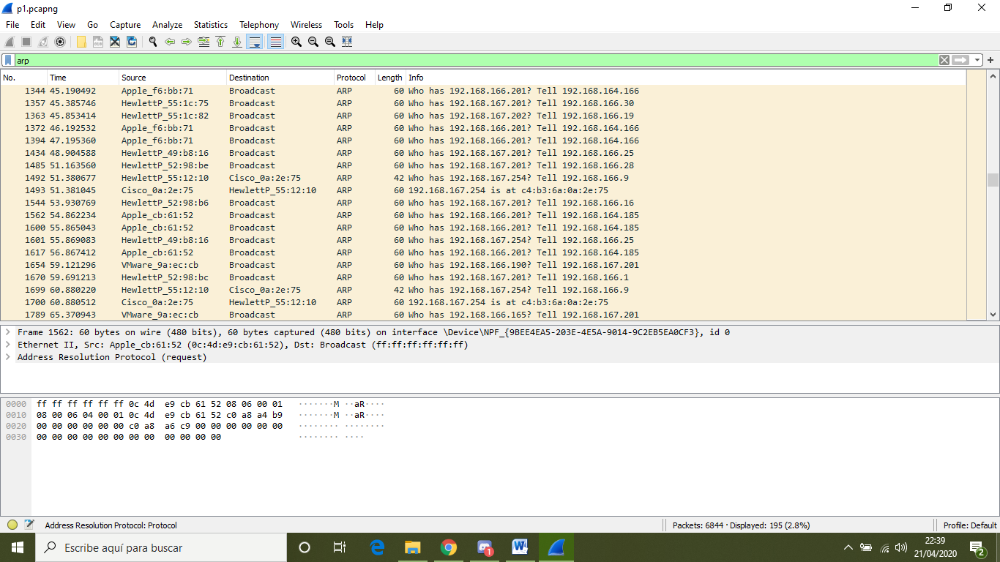 p1.pcapng
File Edit View Go Capture Analyze Statistics Telephony Wireless Tools Help
arp
No. Time Source Destination Protocol Length Info
1344 45.190492 Apple_f6:bb:71 Broadcast ARP 60 Who has 192.168.166.201? Tell 192.168.164.166
1357 45.385746 HewlettP_55:1c:75 Broadcast ARP 60 Who has 192.168.167.201? Tell 192.168.166.30
1363 45.853414 HewlettP_55:1c:82 Broadcast ARP 60 Who has 192.168.167.202? Tell 192.168.166.19
1372 46.192532 Apple_f6:bb:71 Broadcast ARP 60 Who has 192.168.166.201? Tell 192.168.164.166
1394 47.195360 Apple_f6:bb:71 Broadcast ARP 60 Who has 192.168.166.201? Tell 192.168.164.166
1434 48.904588 HewlettP_49:b8:16 Broadcast ARP 60 Who has 192.168.167.201? Tell 192.168.166.25
1485 51.163560 HewlettP_52:98:be Broadcast ARP 60 Who has 192.168.167.201? Tell 192.168.166.28
1492 51.380677 HewlettP_55:12:10 Cisco_0a:2e:75 ARP 42 Who has 192.168.167.254? Tell 192.168.166.9
1493 51.381045 Cisco_0a:2e:75 HewlettP_55:12:10 ARP 60 192.168.167.254 is at c4:b3:6a:0a:2e:75
1544 53.930769 HewlettP_52:98:b6 Broadcast ARP 60 Who has 192.168.167.201? Tell 192.168.166.16
1562 54.862234 Apple_cb:61:52 Broadcast ARP 60 Who has 192.168.166.201? Tell 192.168.164.185
1600 55.865043 Apple_cb:61:52 Broadcast ARP 60 Who has 192.168.166.201? Tell 192.168.164.185
1601 55.869083 HewlettP_49:b8:16 Broadcast ARP 60 Who has 192.168.167.254? Tell 192.168.166.25
1617 56.867412 Apple_cb:61:52 Broadcast ARP 60 Who has 192.168.166.201? Tell 192.168.164.185
1654 59.121296 VMware_9a:ec:cb Broadcast ARP 60 Who has 192.168.166.190? Tell 192.168.167.201
1670 59.691213 HewlettP_52:98:bc Broadcast ARP 60 Who has 192.168.167.201? Tell 192.168.166.1
1699 60.880220 HewlettP_55:12:10 Cisco_0a:2e:75 ARP 42 Who has 192.168.167.254? Tell 192.168.166.9
1700 60.880512 Cisco_0a:2e:75 HewlettP_55:12:10 ARP 60 192.168.167.254 is at c4:b3:6a:0a:2e:75
1789 65.370943 VMware_9a:ec:cb Broadcast ARP 60 Who has 192.168.166.165? Tell 192.168.167.201
Frame 1562: 60 bytes on wire (480 bits), 60 bytes captured (480 bits) on interface \Device\NPF_{9BEE4EA5-203E-4E5A-9014-9C2EB5EA0CF3}, id 0
Ethernet II, Src: Apple_cb:61:52 (0c:4d:e9:cb:61:52), Dst: Broadcast (ff:ff:ff:ff:ff:ff)
Address Resolution Protocol (request)
0000 ff ff ff ff ff ff 0c 4d e9 cb 61 52 08 06 00 01 ·······M ··aR····
0010 08 00 06 04 00 01 0c 4d e9 cb 61 52 c0 a8 a4 b9 ·······M ··aR····
0020 00 00 00 00 00 00 c0 a8 a6 c9 00 00 00 00 00 00 ········ ········
0030 00 00 00 00 00 00 00 00 00 00 00 00 ········ ····
Address Resolution Protocol: Protocol Packets: 6844 · Displayed: 195 (2.8%) Profile: Default
Escribe aquí para buscar
1
22:39
21/04/2020
2